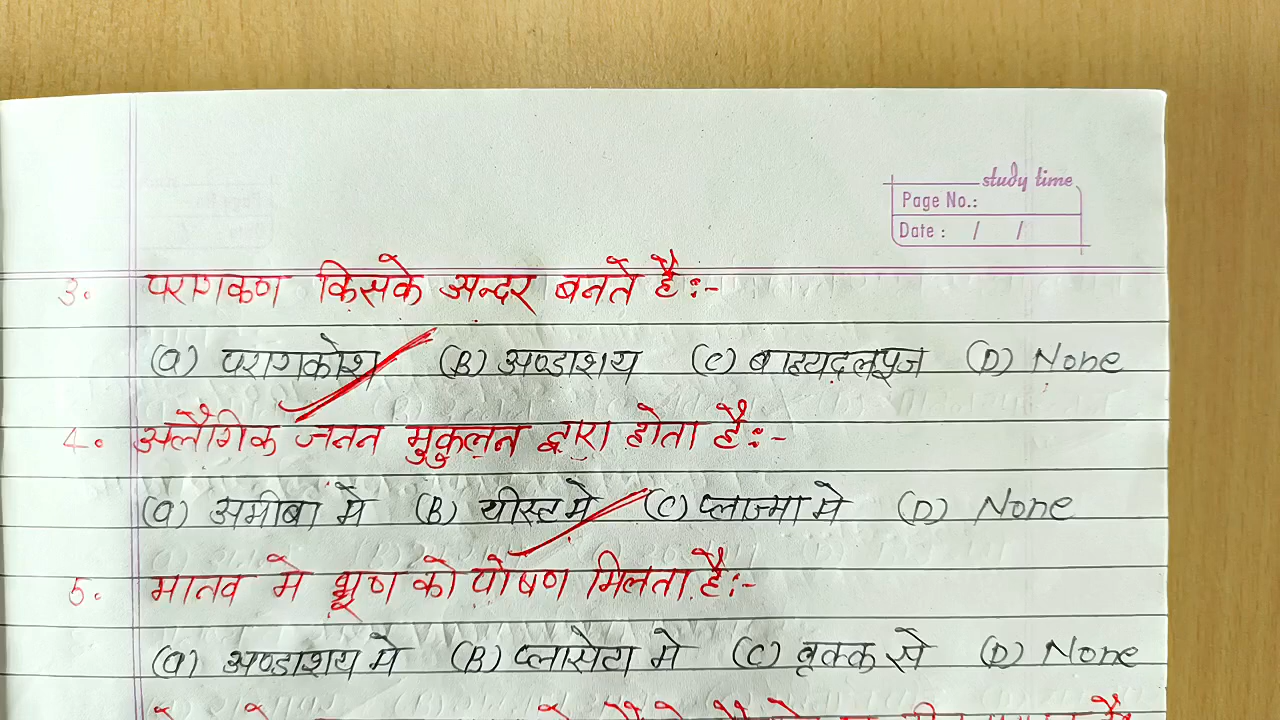 study time
Page No.:
Date : / /
3. परागकण किसके अन्दर बनते है:-
(a) परागकोश (B) अण्डाशय (C) बाहयदलपूज (D) None
4. अलैगिक जनन मुकुलन द्वारा होता है:-
(a) अमीबा मे (B) यीस्ट मे (C) प्लाज्मा मे (D) None
5. मानव मे भ्रूण को पोषण मिलता है:-
(a) अण्डाशय मे (B) प्लासेटा मे (C) वृक्क से (D) None